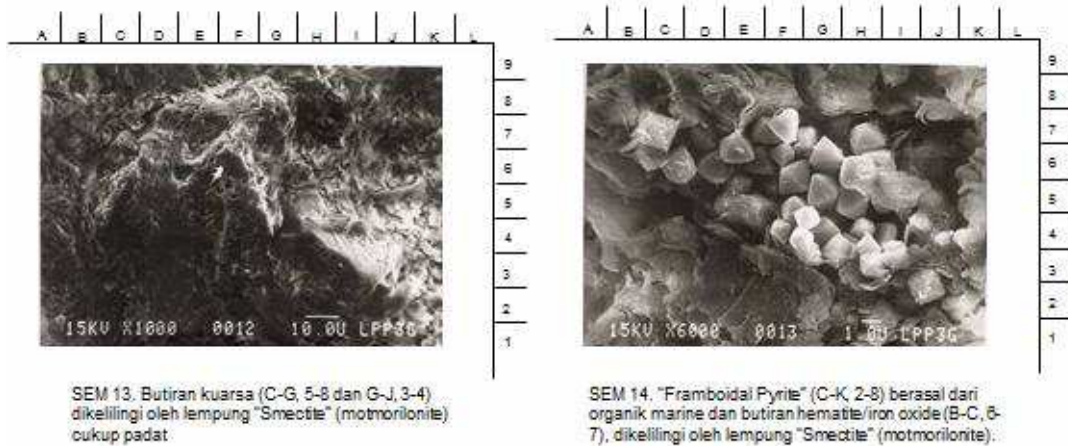 A B C D E F G H I J K L
9
8
7
6
5
4
3
2
1
15KV X1000 0012 10.0U LPP3G
SEM 13. Butiran kuarsa (C-G, 5-8 dan G-J, 3-4)
dikelilingi oleh lempung "Smectite" (motmorilonite)
cukup padat
A B C D E F G H I J K L
9
8
7
6
5
4
3
2
1
15KV X6000 0013 1.0U LPP3G
SEM 14. "Framboidal Pyrite" (C-K, 2-8) berasal dari
organik marine dan butiran hematite/iron oxide (B-C, 6-
7), dikelilingi oleh lempung "Smectite" (motmorilonite).